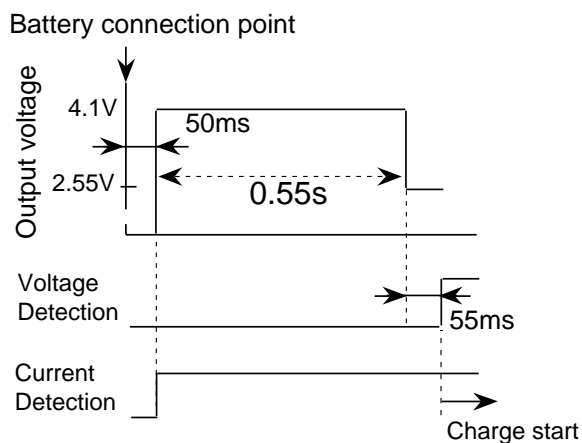 Battery connection point
Output voltage
4.1V
50ms
2.55V
0.55s
Voltage
Detection
55ms
Current
Detection
Charge start